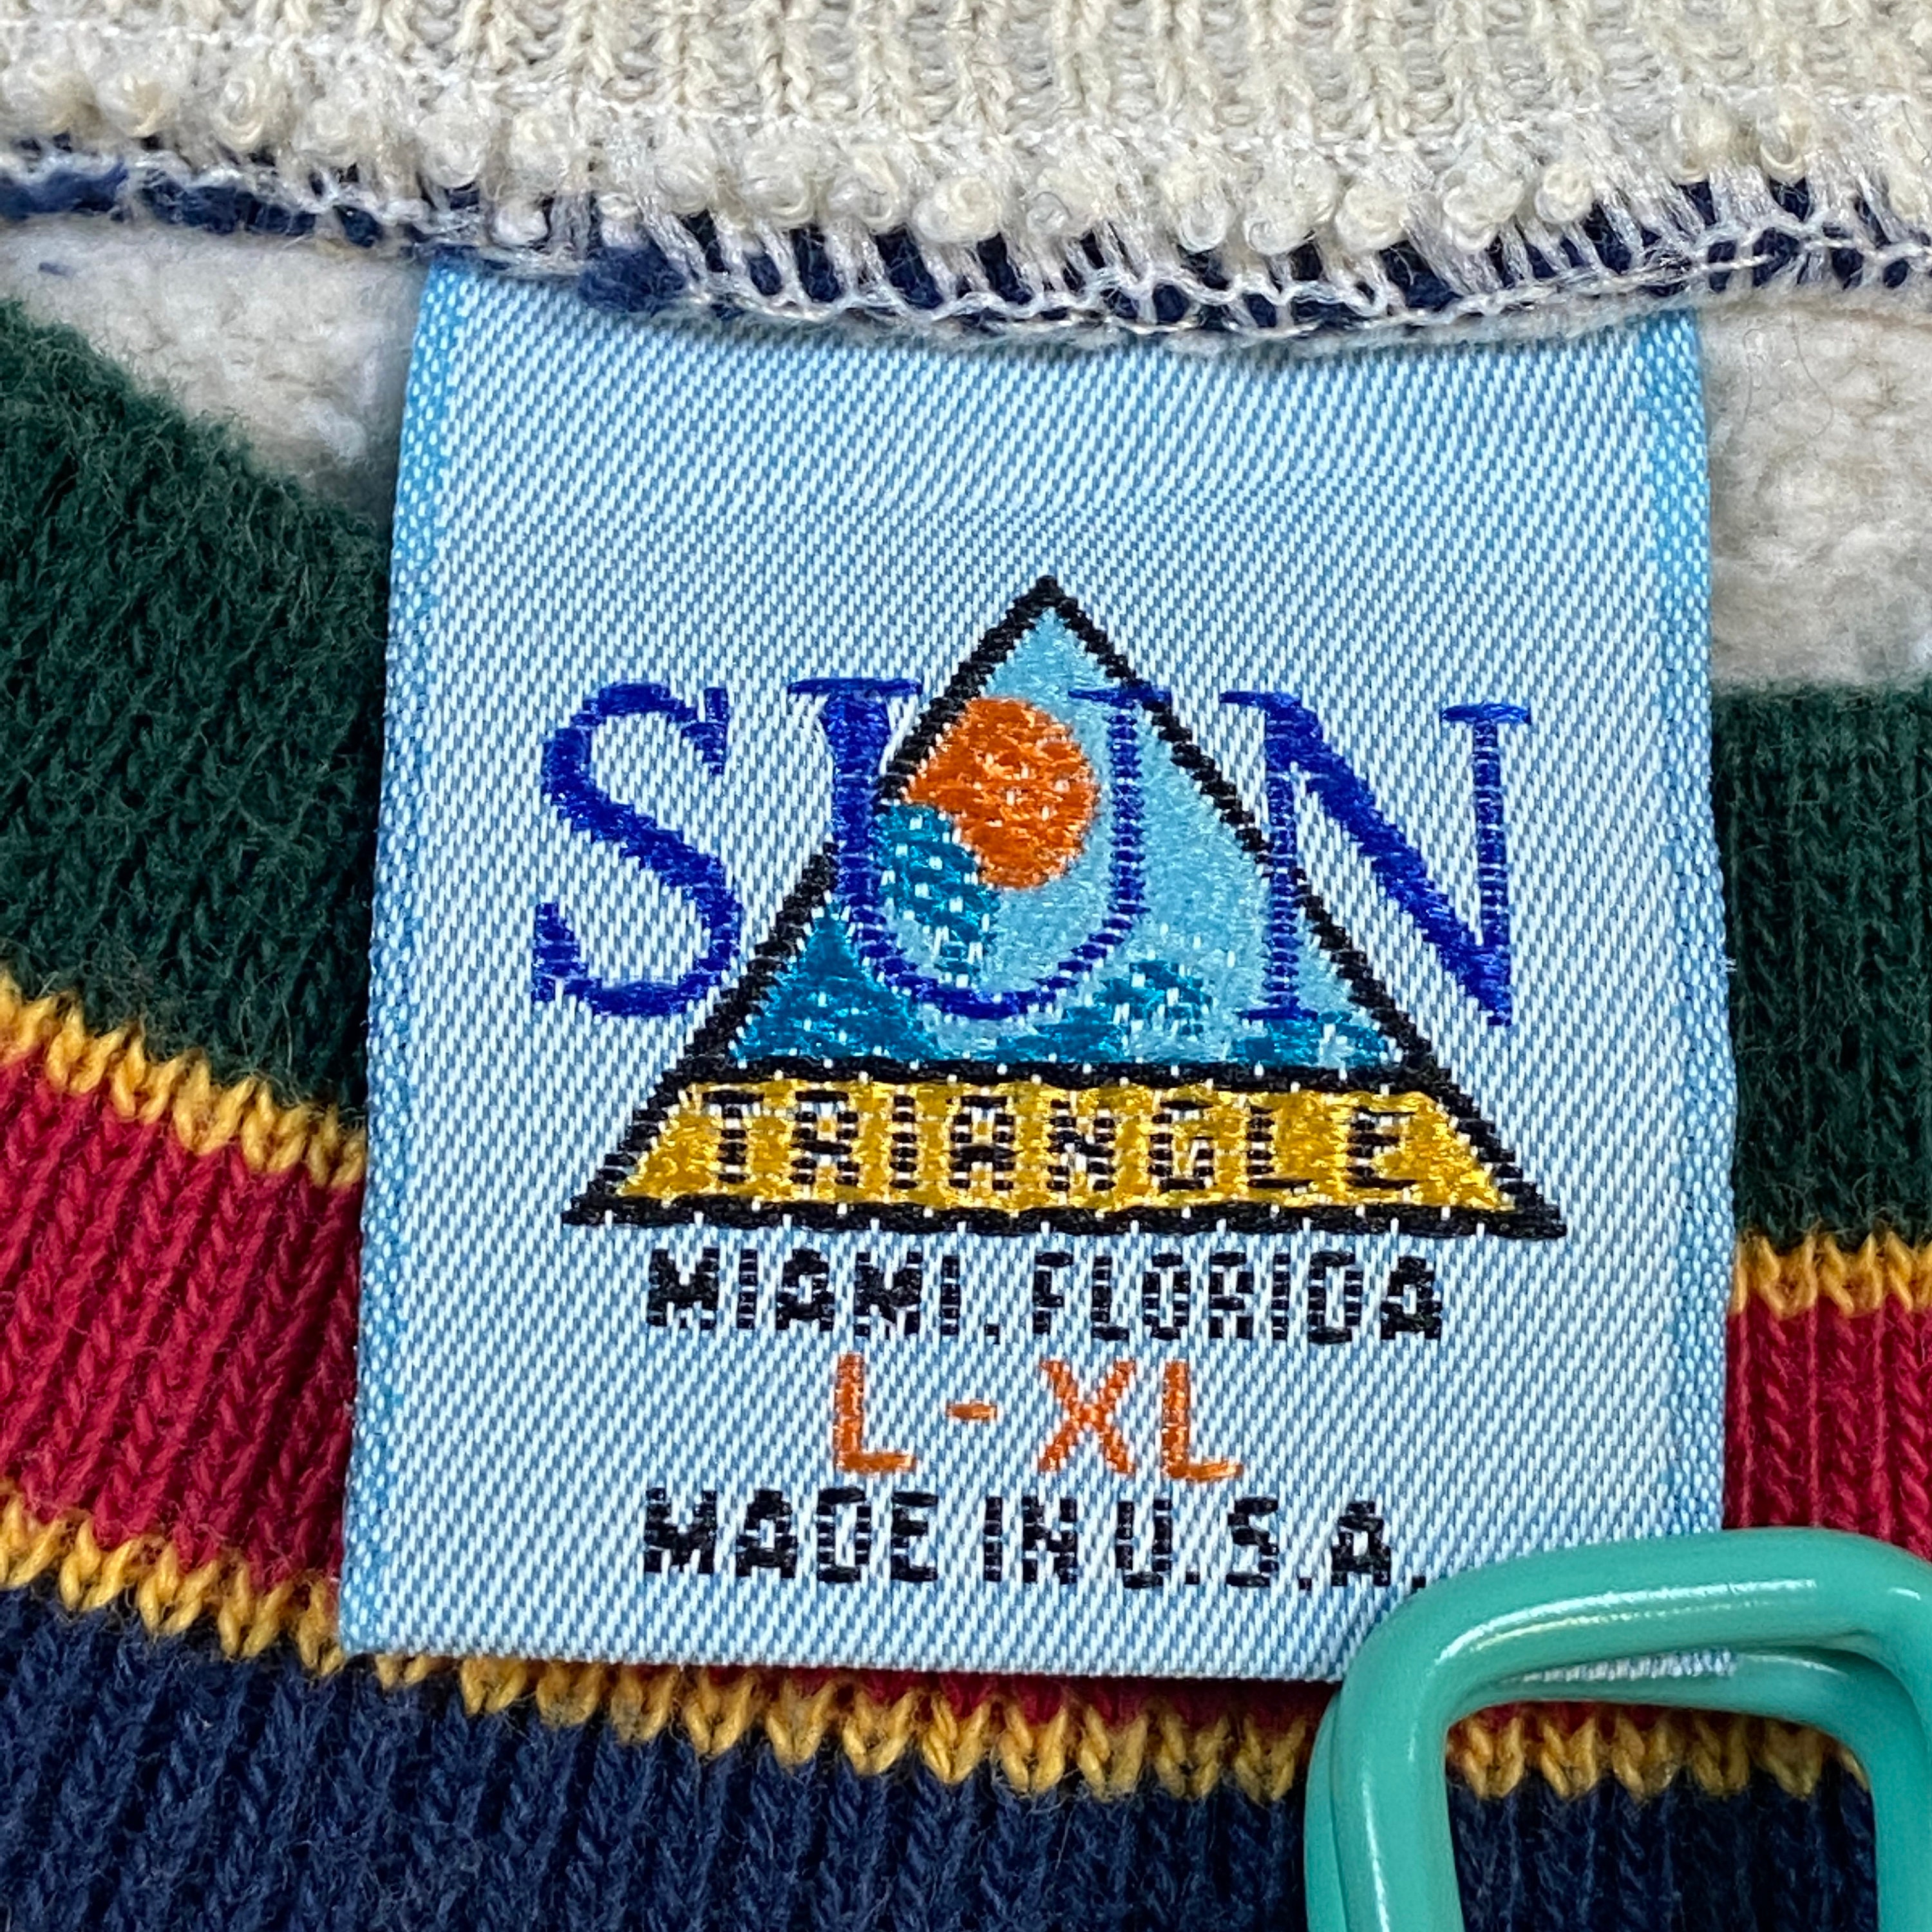 SUN
TRIANGLE
MIAMI, FLORIDA
L-XL
MADE IN U.S.A.